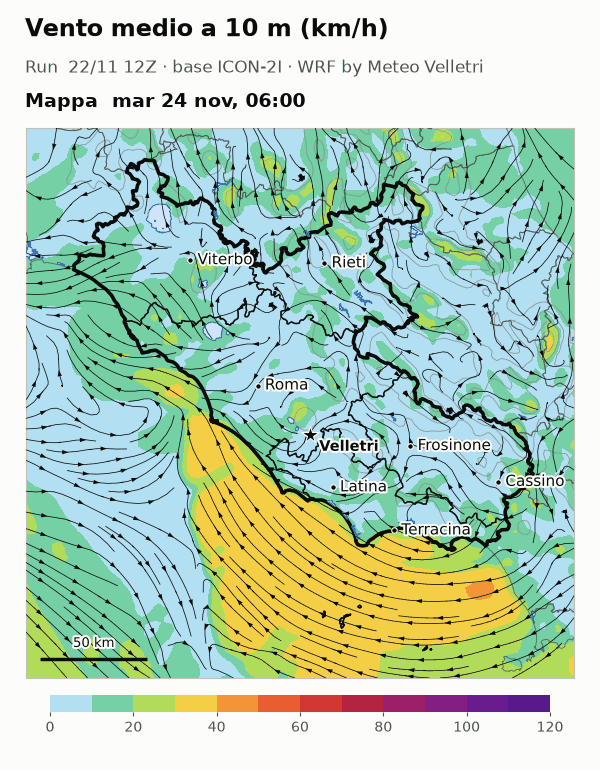 Vento medio a 10 m (km/h)
Run  22/11 12Z · base ICON-2I · WRF by Meteo Velletri
Mappa  mar 24 nov, 06:00
Viterbo
Rieti
Roma
Velletri
Frosinone
Latina
Cassino
Terracina
50 km
0 20 40 60 80 100 120